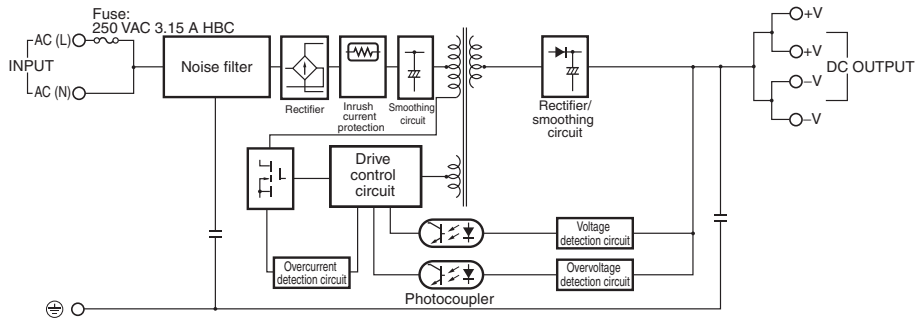 Fuse:
250 VAC 3.15 A HBC
AC (L)
INPUT
AC (N)
Noise filter
Rectifier
Inrush
current
protection
Smoothing
circuit
Rectifier/
smoothing
circuit
+V
+V
DC OUTPUT
−V
−V
Drive
control
circuit
Overcurrent
detection circuit
Voltage
detection circuit
Overvoltage
detection circuit
Photocoupler